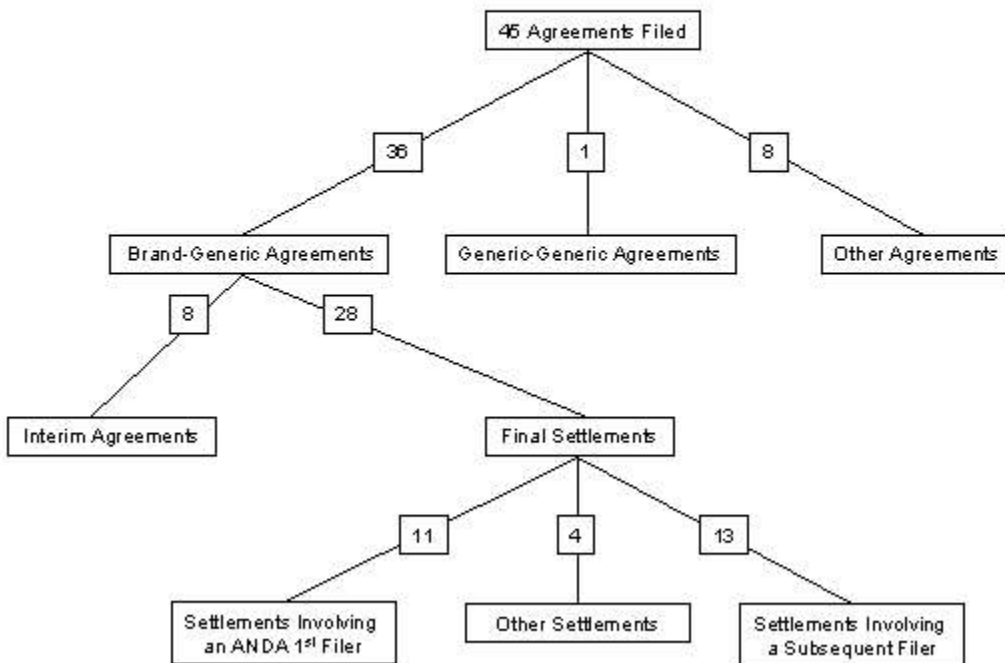 45 Agreements Filed
36
1
8
Brand-Generic Agreements
Generic-Generic Agreements
Other Agreements
8
28
Interim Agreements
Final Settlements
11
4
13
Settlements Involving
an ANDA 1st Filer
Other Settlements
Settlements Involving
a Subsequent Filer